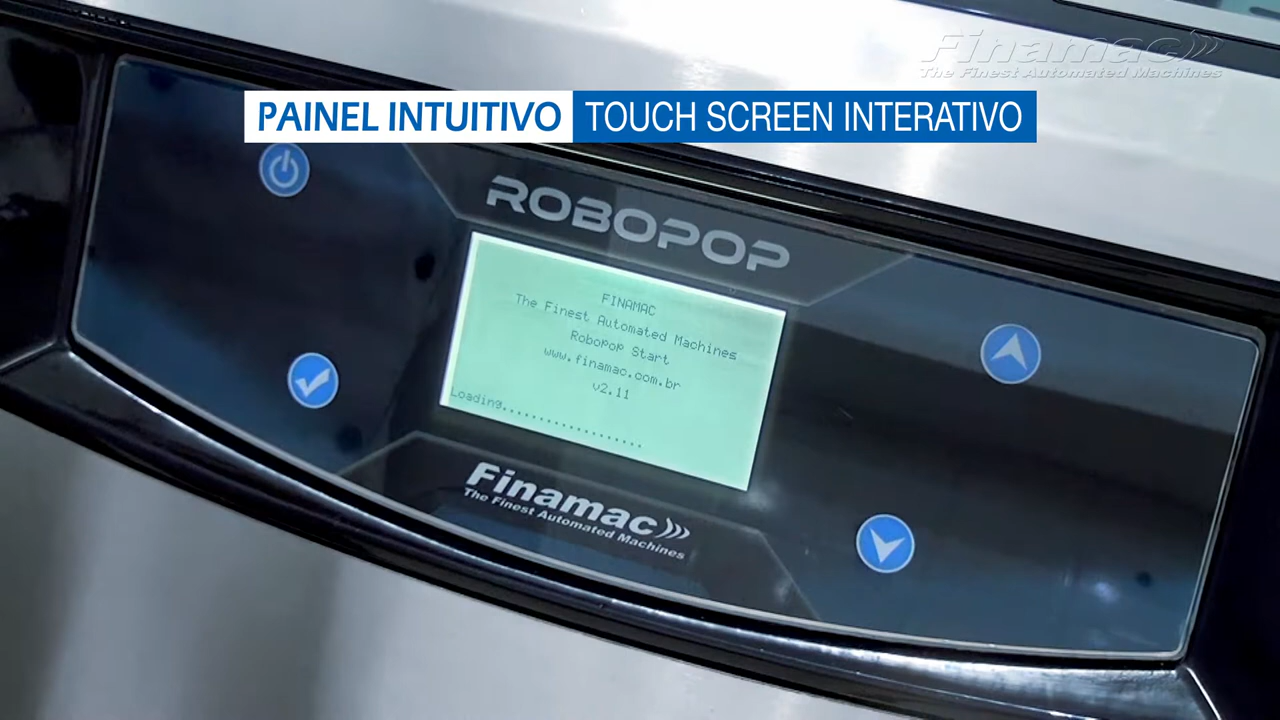 Finamac
The Finest Automated Machines
PAINEL INTUITIVO TOUCH SCREEN INTERATIVO
ROBOPOP
FINAMAC
The Finest Automated Machines
Robopop Start
www.finamac.com.br
v2.11
Loading...................
Finamac
The Finest Automated Machines